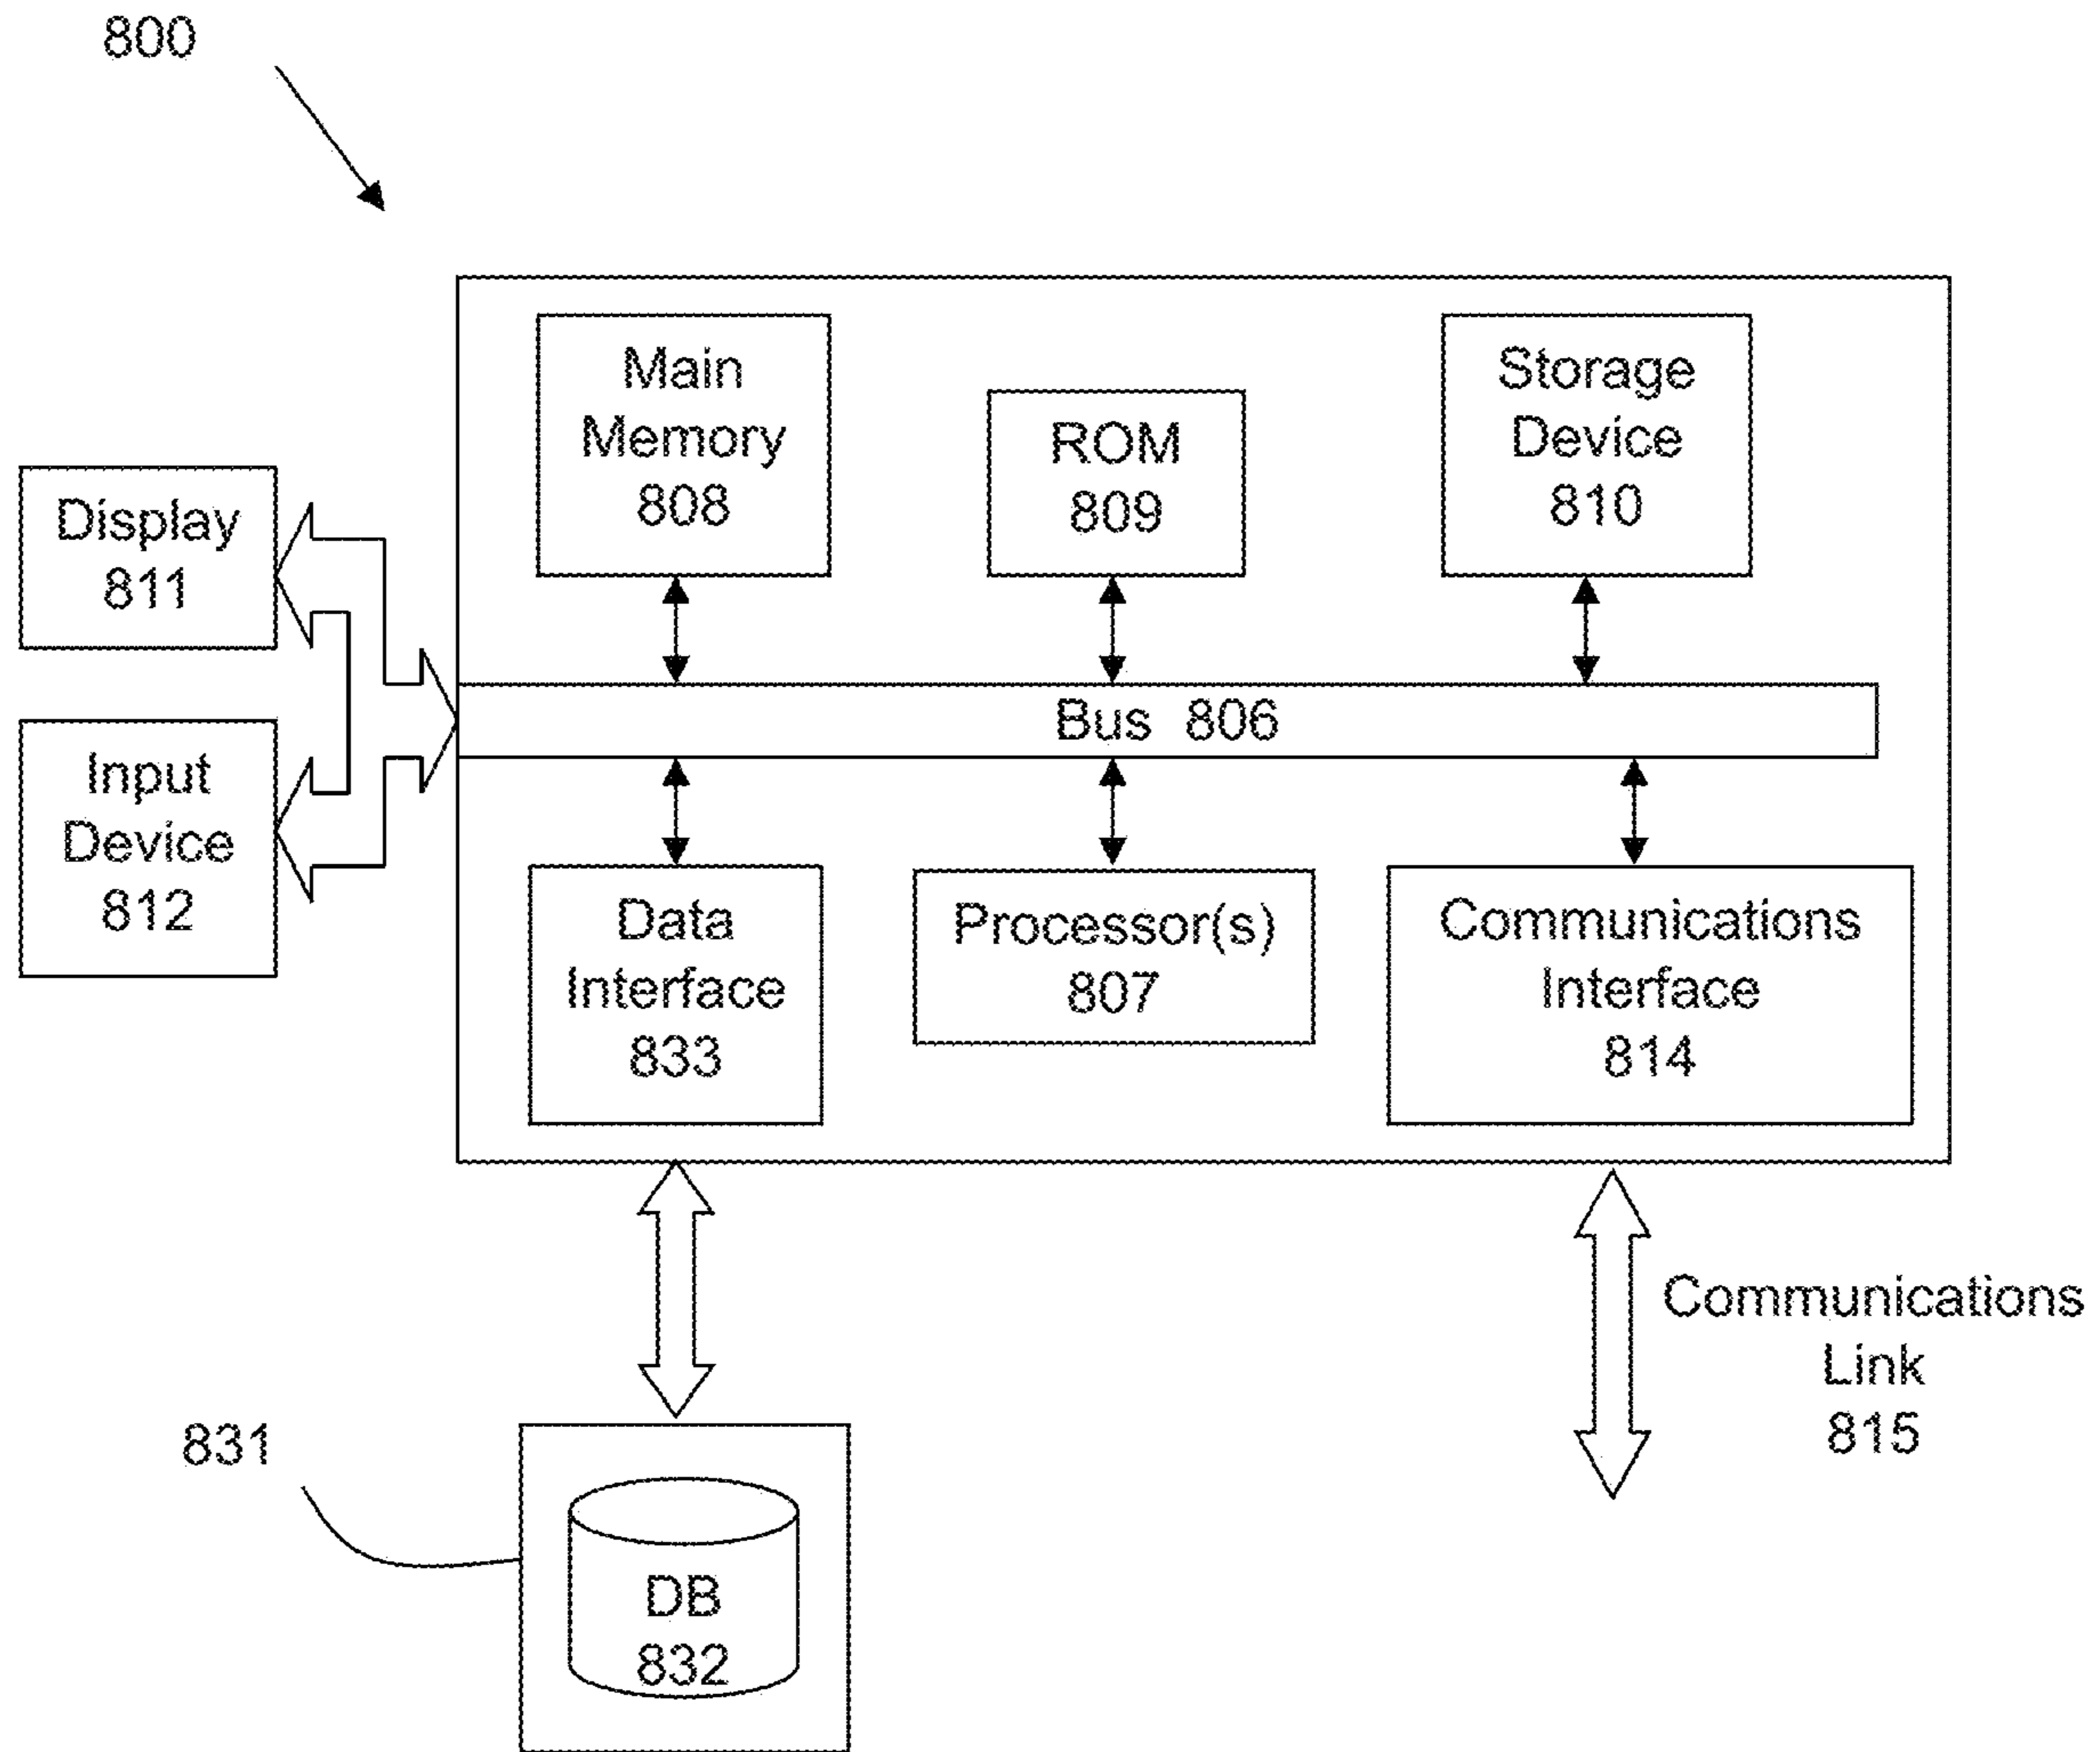 800
Main
Memory
808
ROM
809
Storage
Device
810
Display
811
Bus 806
Input
Device
812
Data
Interface
833
Processor(s)
807
Communications
Interface
814
Communications
Link
815
831
DB
832